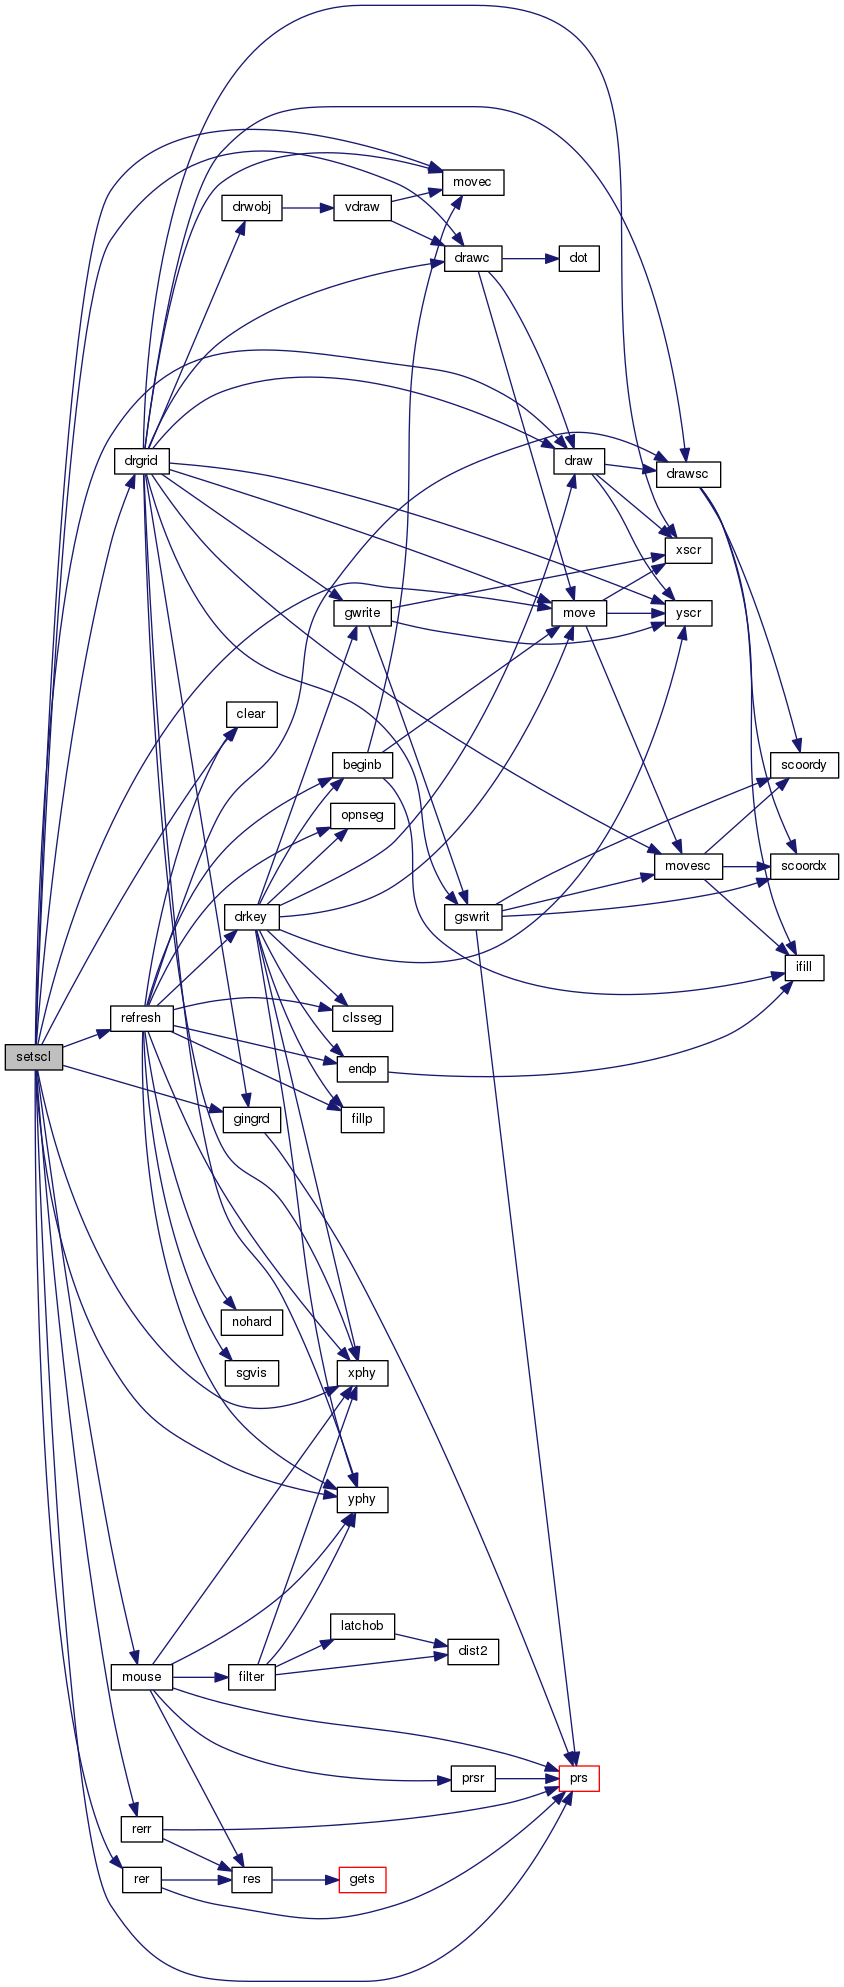 movec
drwobj
vdraw
drawc
dot
drgrid
draw
drawsc
xscr
gwrite
move
yscr
clear
beginb
scoordy
opnseg
movesc
scoordx
drkey
gswrit
ifill
refresh
clsseg
setscl
endp
gingrd
fillp
nohard
sgvis
xphy
yphy
latchob
dist2
mouse
filter
prsr
prs
rerr
rer
res
gets